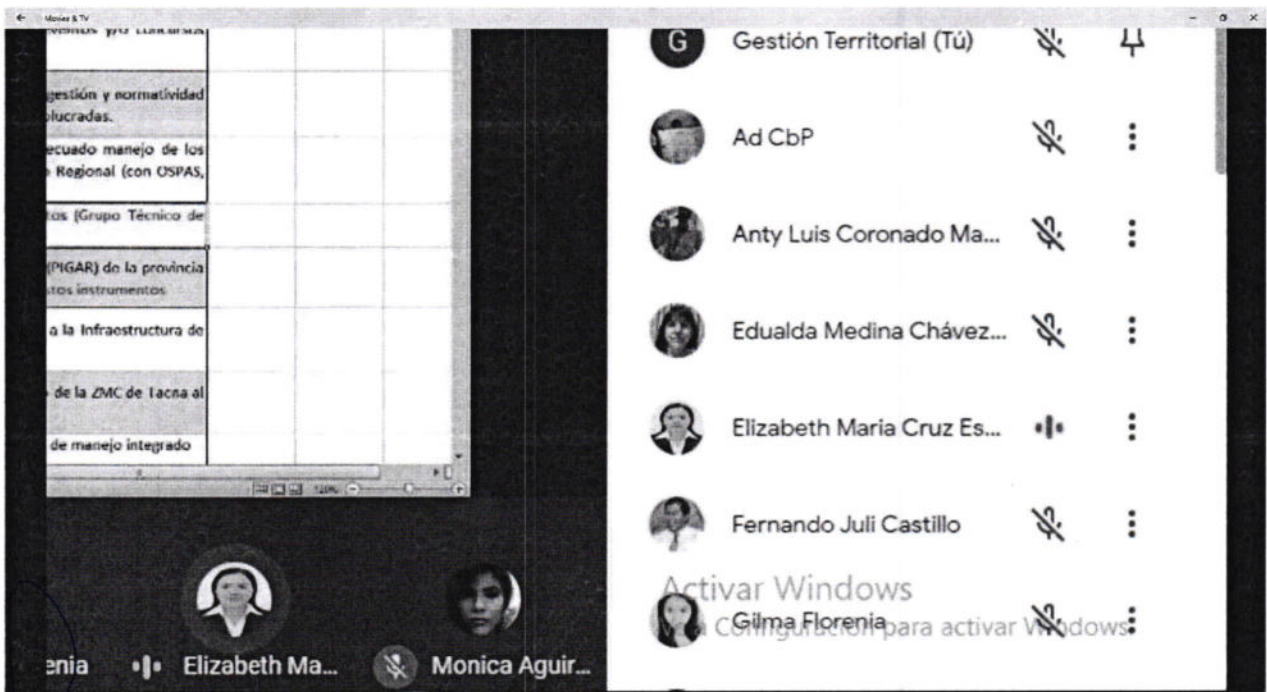 Movies & TV
eventos y/o concursos
gestión y normatividad
olucradas.
ecuado manejo de los
o Regional (con OSPAS,
tos (Grupo Técnico de
(PIGAR) de la provincia
stos instrumentos
a la Infraestructura de
de la ZMC de Tacna al
de manejo integrado
120%
G
Gestión Territorial (Tú)
Ad CbP
Anty Luis Coronado Ma...
Edualda Medina Chávez...
Elizabeth Maria Cruz Es...
Fernando Juli Castillo
Activar Windows
Gilma Florenia
Configuración para activar Windows.
enia
Elizabeth Ma...
Monica Aguir...